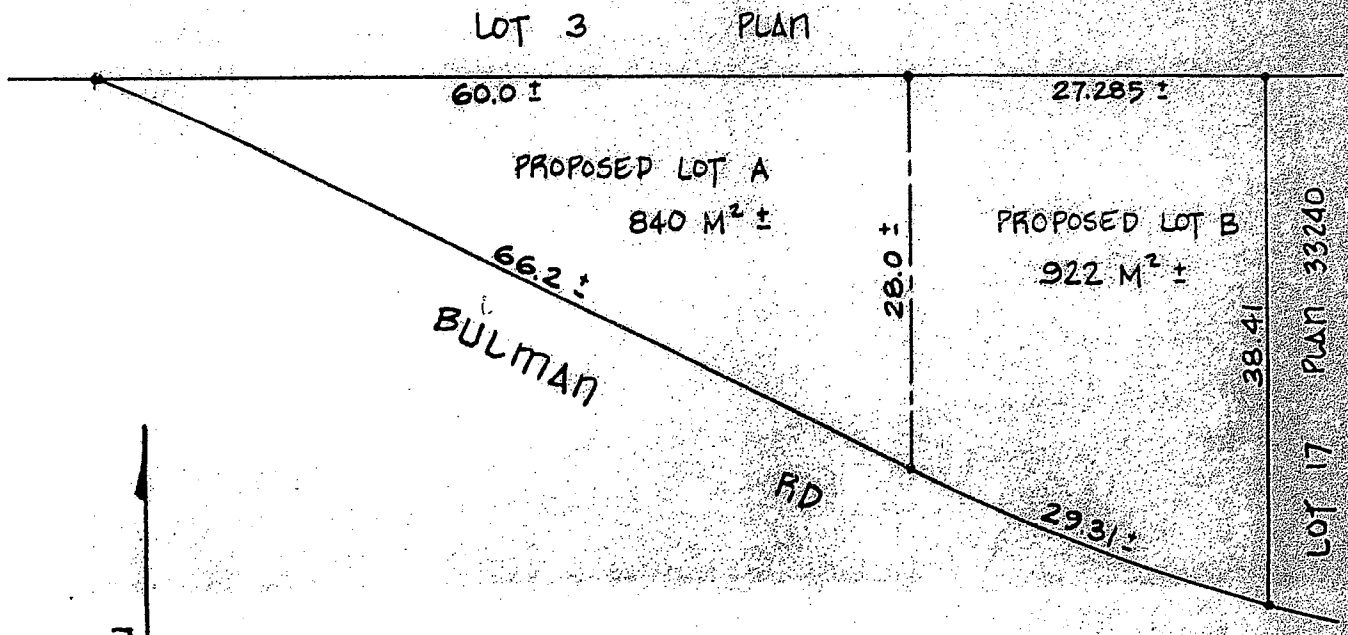 LOT 3 PLAN
60.0 ±
27.285 ±
PROPOSED LOT A
840 M² ±
PROPOSED LOT B
922 M² ±
66.2 ±
28.0 ±
38.41
LOT 17 PLAN 33240
BULMAN
RD
29.31 ±